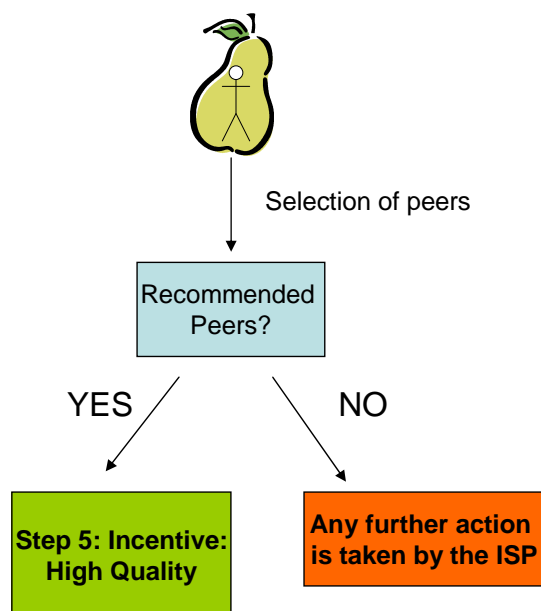 Selection of peers
Recommended
Peers?
YES
NO
Step 5: Incentive:
High Quality
Any further action
is taken by the ISP